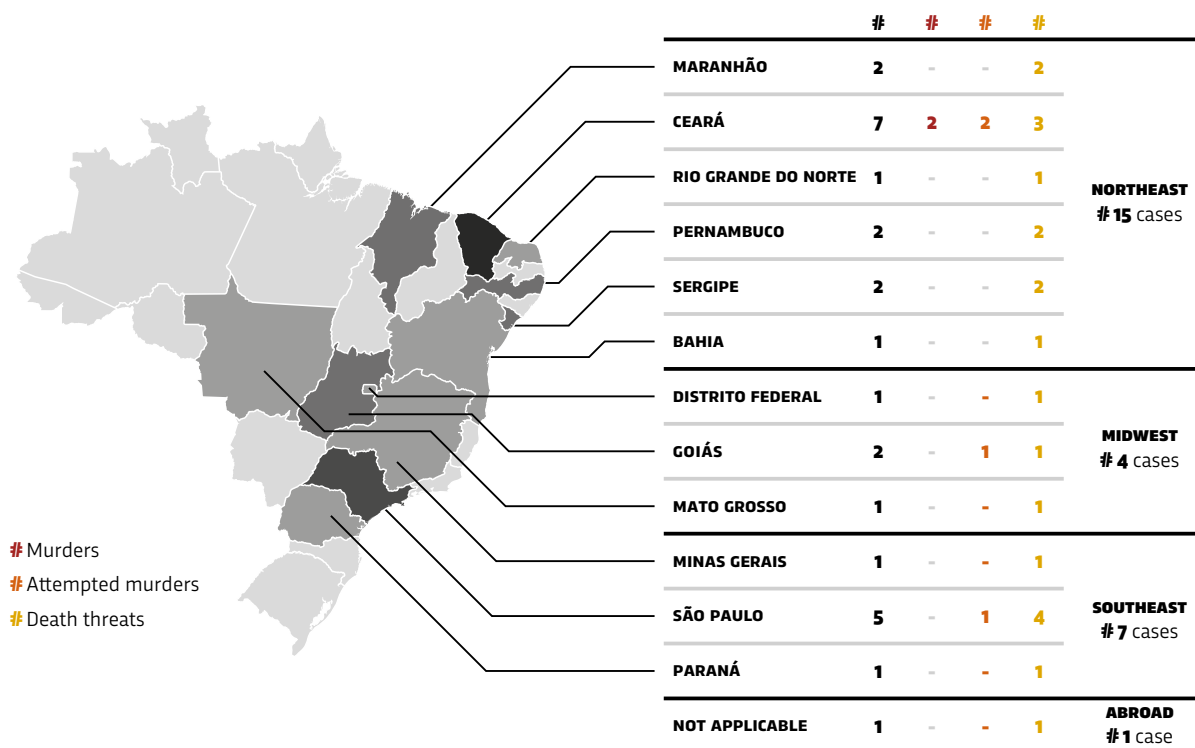 # # # #
MARANHÃO 2 - - 2
CEARÁ 7 2 2 3
RIO GRANDE DO NORTE 1 - - 1
PERNAMBUCO 2 - - 2
SERGIPE 2 - - 2
BAHIA 1 - - 1
NORTHEAST
# 15 cases
DISTRITO FEDERAL 1 - - 1
GOIÁS 2 - 1 1
MATO GROSSO 1 - - 1
MIDWEST
# 4 cases
MINAS GERAIS 1 - - 1
SÃO PAULO 5 - 1 4
PARANÁ 1 - - 1
SOUTHEAST
# 7 cases
NOT APPLICABLE 1 - - 1
ABROAD
# 1 case
# Murders
# Attempted murders
# Death threats